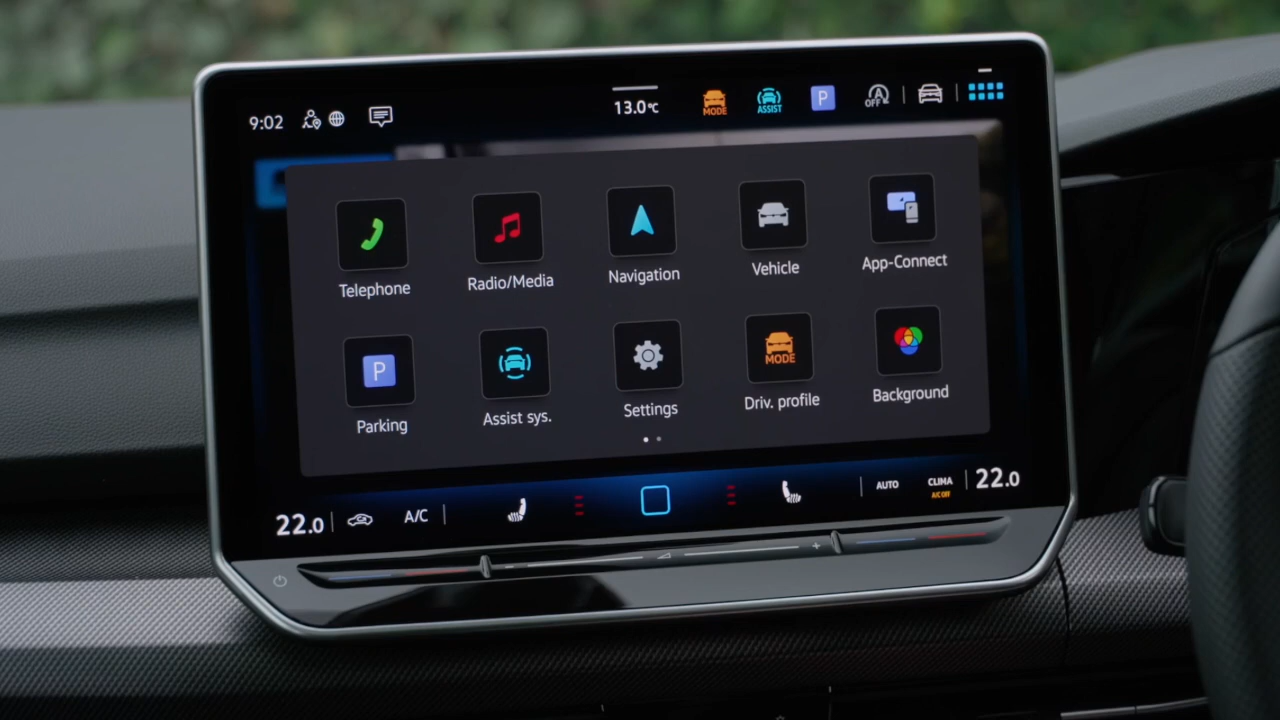 9:02
13.0°C
MODE
ASSIST
P
A
OFF
Telephone
Radio/Media
Navigation
Vehicle
App-Connect
P
MODE
Parking
Assist sys.
Settings
Driv. profile
Background
22.0
A/C
AUTO
CLIMA
A/C OFF
22.0